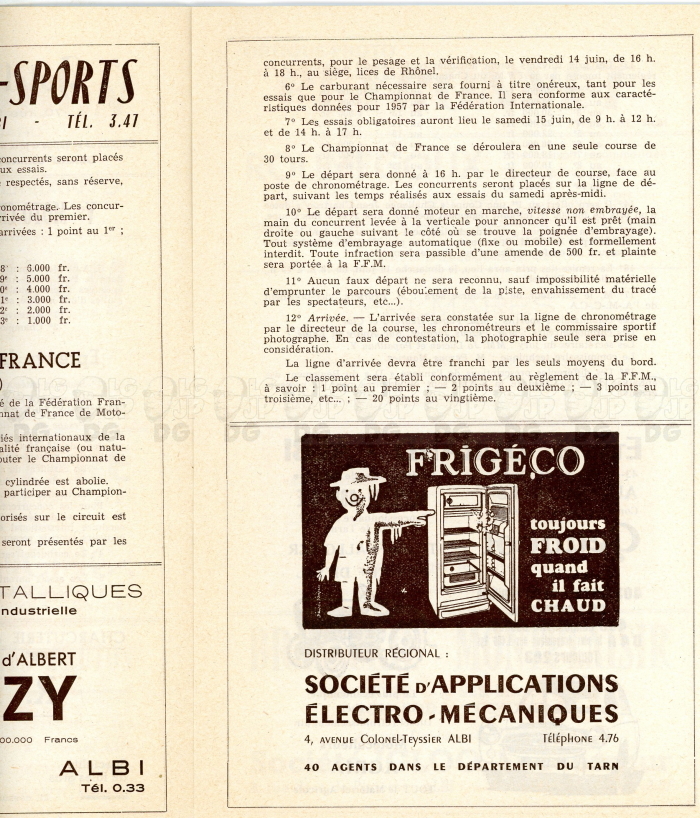 -SPORTS
BI - TÉL. 3.47
concurrents seront placés
ux essais.
respectés, sans réserve,
ronométrage. Les concur-
rrivée du premier.
arrivées : 1 point au 1er ;
8e : 6.000 fr.
9e : 5.000 fr.
0e : 4.000 fr.
1e : 3.000 fr.
2e : 2.000 fr.
3e : 1.000 fr.
FRANCE
)
é de la Fédération Fran-
nnat de France de Moto-
iés internationaux de la
alité française (ou natu-
outer le Championnat de
cylindrée est abolie.
participer au Champion-
orisés sur le circuit est
seront présentés par les
TALLIQUES
ndustrielle
d'ALBERT
ZY
00.000 Francs
ALBI
Tél. 0.33
concurrents, pour le pesage et la vérification, le vendredi 14 juin, de 16 h.
à 18 h., au siège, lices de Rhônel.
6° Le carburant nécessaire sera fourni à titre onéreux, tant pour les
essais que pour le Championnat de France. Il sera conforme aux caracté-
ristiques données pour 1957 par la Fédération Internationale.
7° Les essais obligatoires auront lieu le samedi 15 juin, de 9 h. à 12 h.
et de 14 h. à 17 h.
8° Le Championnat de France se déroulera en une seule course de
30 tours.
9° Le départ sera donné à 16 h. par le directeur de course, face au
poste de chronométrage. Les concurrents seront placés sur la ligne de dé-
part, suivant les temps réalisés aux essais du samedi après-midi.
10° Le départ sera donné moteur en marche, vitesse non embrayée, la
main du concurrent levée à la verticale pour annoncer qu'il est prêt (main
droite ou gauche suivant le côté où se trouve la poignée d'embrayage).
Tout système d'embrayage automatique (fixe ou mobile) est formellement
interdit. Toute infraction sera passible d'une amende de 500 fr. et plainte
sera portée à la F.F.M.
11° Aucun faux départ ne sera reconnu, sauf impossibilité matérielle
d'emprunter le parcours (éboulement de la piste, envahissement du tracé
par les spectateurs, etc...).
12° Arrivée. — L'arrivée sera constatée sur la ligne de chronométrage
par le directeur de la course, les chronométreurs et le commissaire sportif
photographe. En cas de contestation, la photographie seule sera prise en
considération.
La ligne d'arrivée devra être franchi par les seuls moyens du bord.
Le classement sera établi conformément au règlement de la F.F.M.,
à savoir : 1 point au premier ; — 2 points au deuxième ; — 3 points au
troisième, etc... ; — 20 points au vingtième.
FRIGÉCO
toujours
FROID
quand
il fait
CHAUD
DISTRIBUTEUR RÉGIONAL :
SOCIÉTÉ D'APPLICATIONS
ÉLECTRO-MÉCANIQUES
4, AVENUE Colonel-Teyssier ALBI Téléphone 4.76
40 AGENTS DANS LE DÉPARTEMENT DU TARN